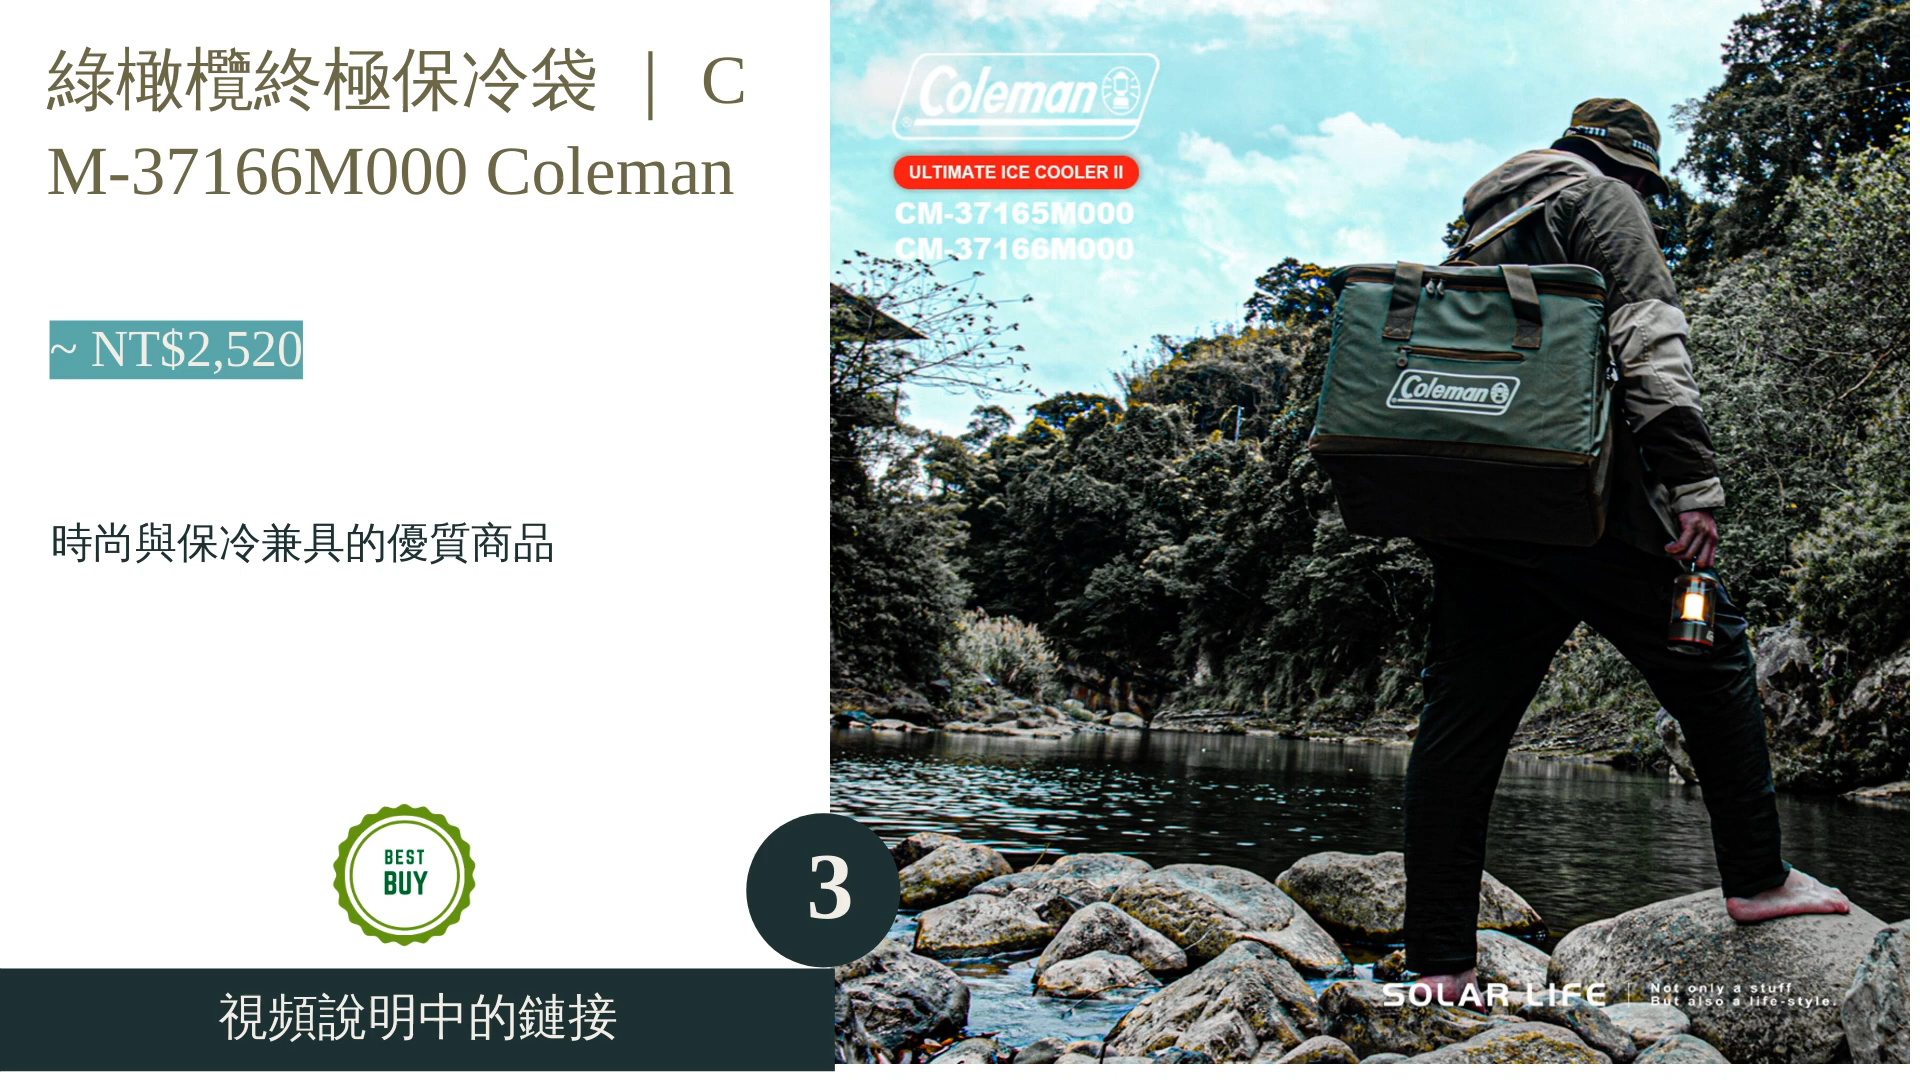 綠橄欖終極保冷袋 ｜ C
M-37166M000 Coleman
~ NT$2,520
時尚與保冷兼具的優質商品
BEST
BUY
3
視頻說明中的鏈接
Coleman
ULTIMATE ICE COOLER II
CM-37165M000
CM-37166M000
Coleman
SOLAR LIFE
Not only a stuff
But also a life-style.